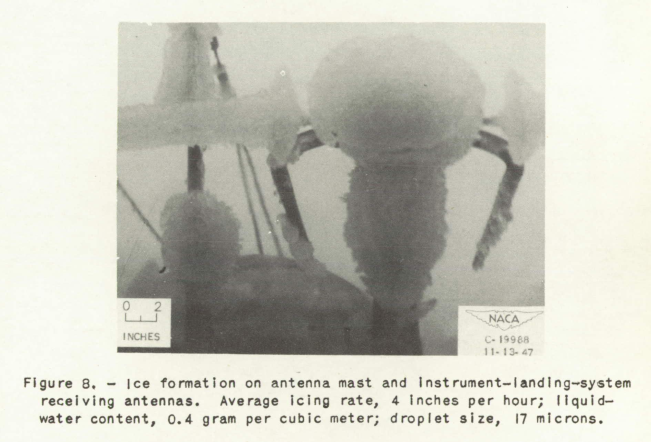 0 2
INCHES
NACA
C-19988
11-13-47
Figure 8. - Ice formation on antenna mast and instrument-landing-system
receiving antennas. Average icing rate, 4 inches per hour; liquid-
water content, 0.4 gram per cubic meter; droplet size, 17 microns.